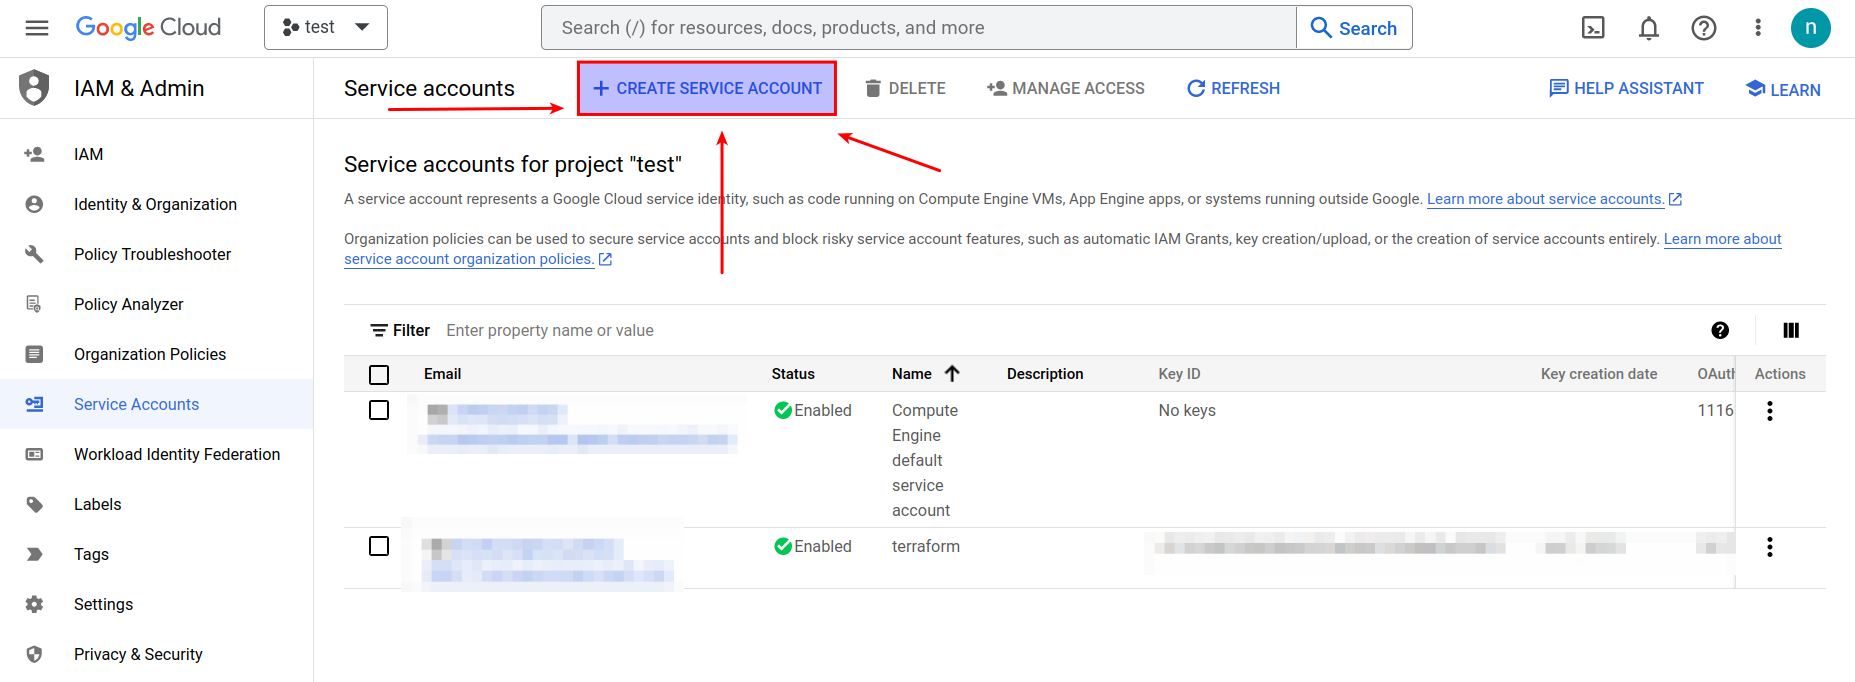 Google Cloud
test
Search (/) for resources, docs, products, and more
Search
n
IAM & Admin
Service accounts
CREATE SERVICE ACCOUNT
DELETE
MANAGE ACCESS
REFRESH
HELP ASSISTANT
LEARN
IAM
Identity & Organization
Policy Troubleshooter
Policy Analyzer
Organization Policies
Service Accounts
Workload Identity Federation
Labels
Tags
Settings
Privacy & Security
Service accounts for project "test"
A service account represents a Google Cloud service identity, such as code running on Compute Engine VMs, App Engine apps, or systems running outside Google. Learn more about service accounts.
Organization policies can be used to secure service accounts and block risky service account features, such as automatic IAM Grants, key creation/upload, or the creation of service accounts entirely. Learn more about
service account organization policies.
Filter Enter property name or value
Email Status Name Description Key ID Key creation date OAuth Actions
Enabled Compute No keys 1116
Engine
default
service
account
Enabled terraform